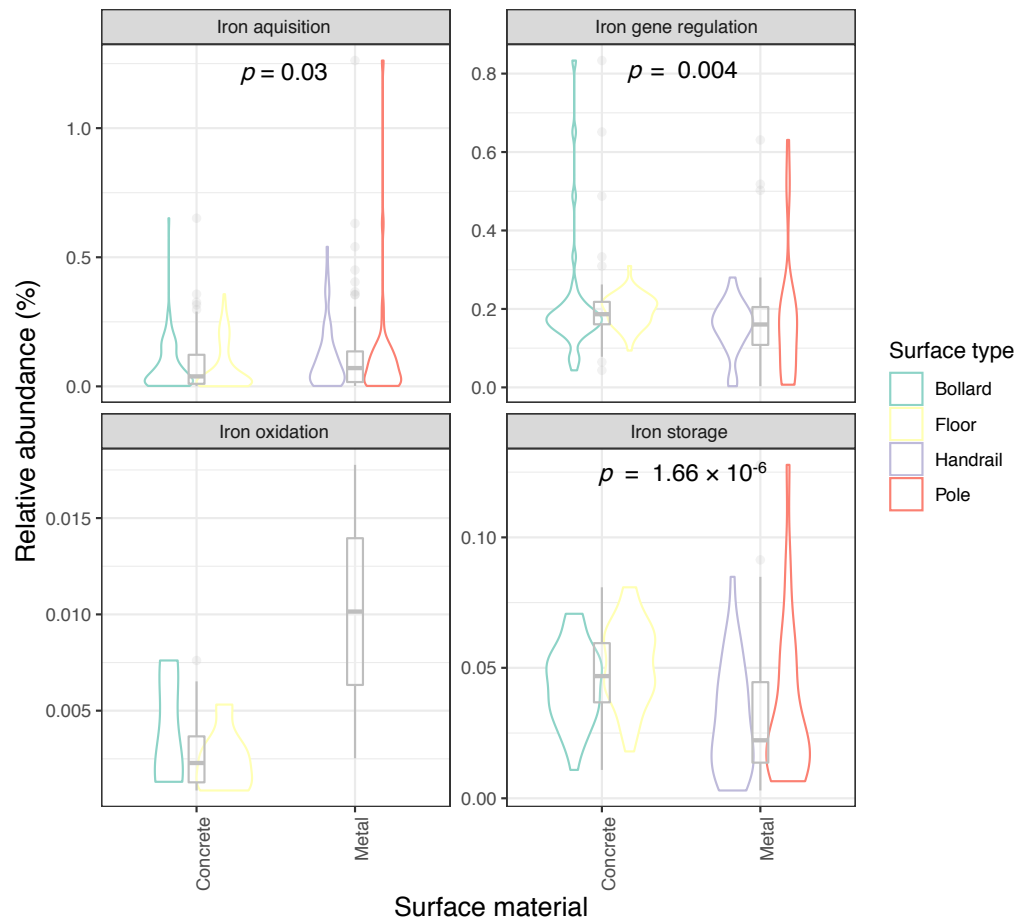 Iron aquisition
p = 0.03
1.0
0.5
0.0
Iron gene regulation
p = 0.004
0.8
0.6
0.4
0.2
0.0
Iron oxidation
0.015
0.010
0.005
Iron storage
p = 1.66 × 10⁻⁶
0.10
0.05
0.00
Relative abundance (%)
Concrete
Metal
Concrete
Metal
Surface material
Surface type
Bollard
Floor
Handrail
Pole